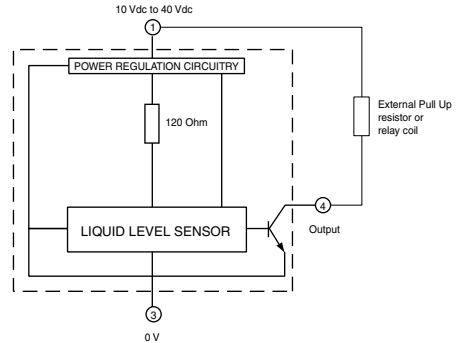 10 Vdc to 40 Vdc
1
POWER REGULATION CIRCUITRY
120 Ohm
External Pull Up
resistor or
relay coil
4
LIQUID LEVEL SENSOR
Output
3
0 V